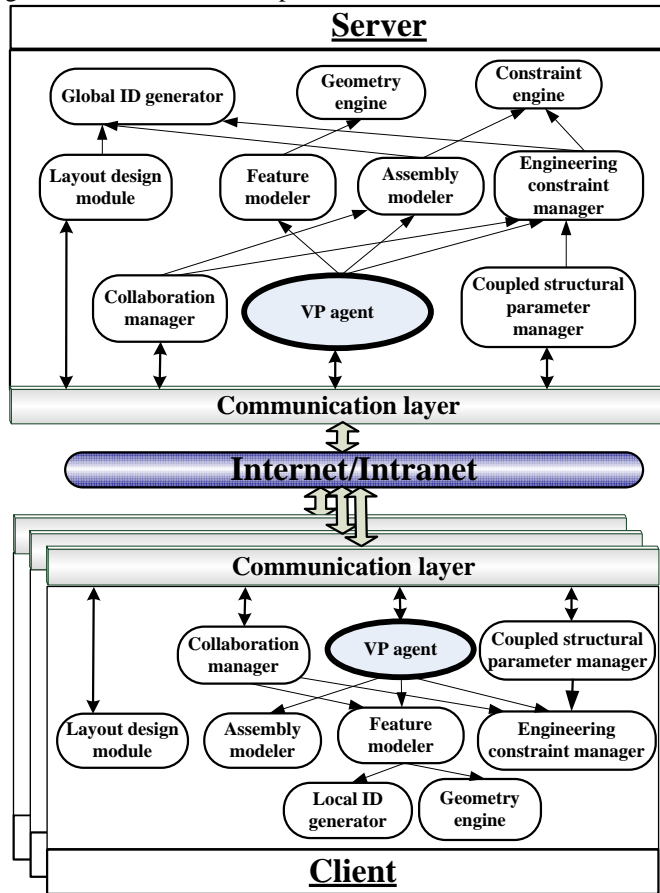 Server
Global ID generator
Geometry
engine
Constraint
engine
Layout design
module
Feature
modeler
Assembly
modeler
Engineering
constraint
manager
Collaboration
manager
VP agent
Coupled structural
parameter
manager
Communication layer
Internet/Intranet
Communication layer
Collaboration
manager
VP agent
Coupled structural
parameter manager
Layout design
module
Assembly
modeler
Feature
modeler
Engineering
constraint manager
Local ID
generator
Geometry
engine
Client